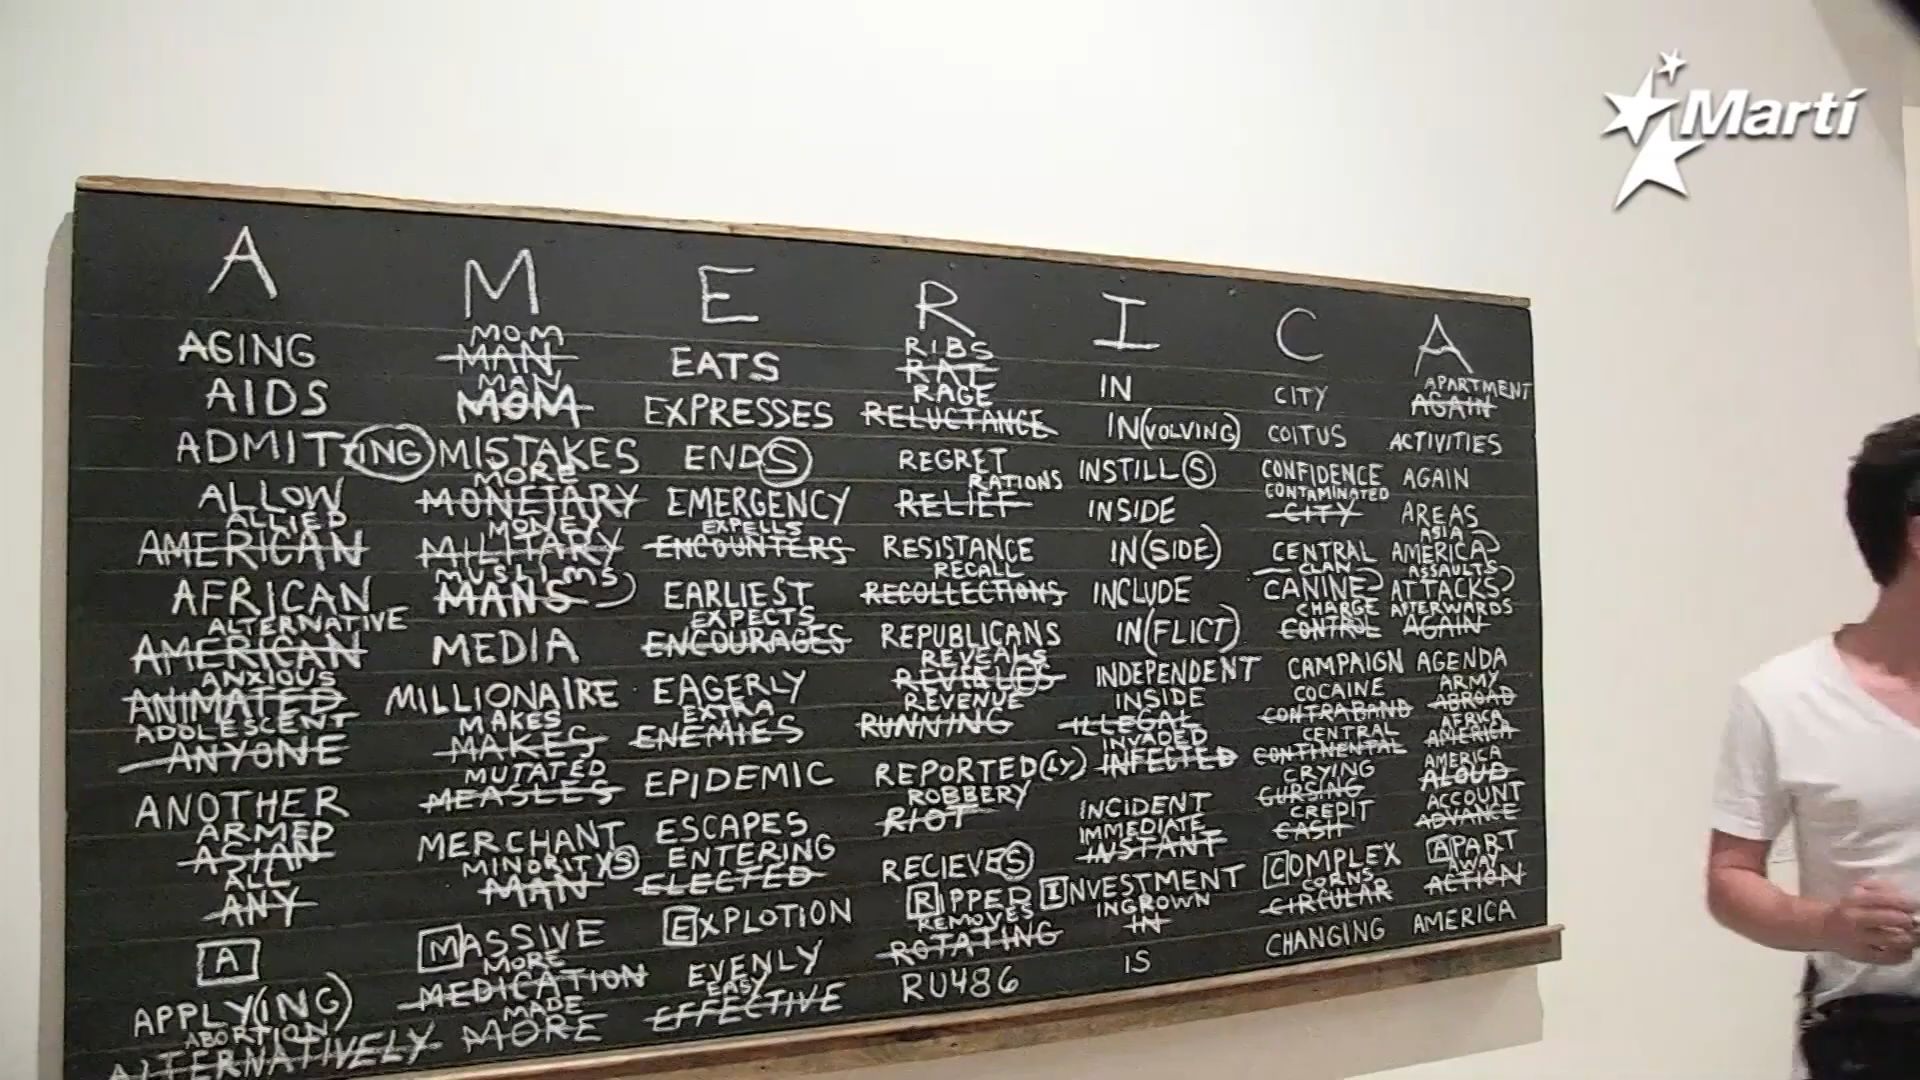 Martí
A M E R I C A
MOM RIBS APARTMENT
AGING MAN EATS RAT IN CITY AGAIN
MAN RAGE
AIDS MOM EXPRESSES RELUCTANCE IN(VOLVING) COITUS ACTIVITIES
ADMITTING MISTAKES ENDS REGRET INSTILLS CONFIDENCE AGAIN
MORE RATIONS CONTAMINATED
ALLOW MONETARY EMERGENCY RELIEF INSIDE CITY AREAS
ALLIED MONEY EXPELLS ASIA
AMERICAN MILITARY ENCOUNTERS RESISTANCE IN(SIDE) CENTRAL AMERICA
MUSLIMS RECALL CLAN ASSAULTS
AFRICAN MANS EARLIEST RECOLLECTIONS INCLUDE CANINE ATTACKS
ALTERNATIVE EXPECTS CHARGE AFTERWARDS
AMERICAN MEDIA ENCOURAGES REPUBLICANS IN(FLICT) CONTROL AGAIN
ANXIOUS REVEALS
ANIMATED MILLIONAIRE EAGERLY INDEPENDENT CAMPAIGN AGENDA
ADOLESCENT MAKES EXTRA REVENUE INSIDE COCAINE ARMY
ANYONE MAKES ENEMIES RUNNING ILLEGAL CONTRABAND ABROAD
MUTATED INVADED CENTRAL AFRICA
ANOTHER MEASLES EPIDEMIC REPORTED(LY) INFECTED CONTINENTAL AMERICA
ARMED ROBBERY CRYING AMERICA
ASIAN MERCHANT ESCAPES RIOT INCIDENT CURSING ALOUD
ALL MINORITYS ENTERING IMMEDIATE CREDIT ACCOUNT
ANY MAN ELECTED RECIEVES INSTANT CASH ADVANCE
A MASSIVE EXPLOTION RIPPED INVESTMENT COMPLEX APART
MORE REMOVES INGROWN CORNS AWAY
APPLY(ING) MEDICATION EVENLY ROTATING IN CIRCULAR ACTION
ABORTION MADE EASY
ALTERNATIVELY MORE EFFECTIVE RU486 IS CHANGING AMERICA